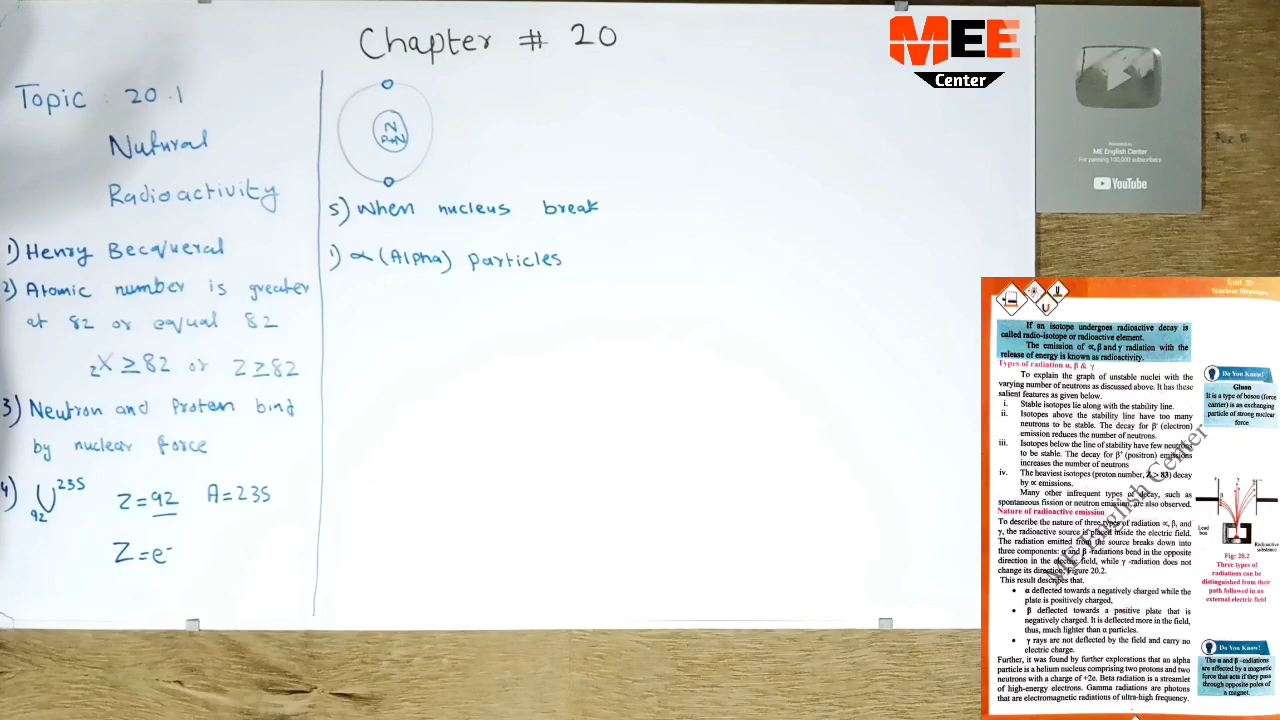 Chapter # 20
Topic : 20.1
Nutural
Radioactivity
1) Henry Becqueral
2) Atomic number is greater
at 82 or equal 82
zX ≥ 82 or Z ≥ 82
3) Neutron and Proten bind
by nuclear force
4) U 235
92
Z = 92 A = 235
Z = e-
N
P+N
5) When nucleus break
1) ∝ (Alpha) particles
MEE
Center
Presented to
ME English Center
For passing 100,000 subscribers
YouTube
Unit 20:
Nuclear Structure
If an isotope undergoes radioactive decay is
called radio-isotope or radioactive element.
The emission of α, β and γ radiation with the
release of energy is known as radioactivity.
Types of radiation α, β & γ
To explain the graph of unstable nuclei with the
varying number of neutrons as discussed above. It has these
salient features as given below.
i. Stable isotopes lie along with the stability line.
ii. Isotopes above the stability line have too many
neutrons to be stable. The decay for β- (electron)
emission reduces the number of neutrons.
iii. Isotopes below the line of stability have few neutrons
to be stable. The decay for β+ (positron) emissions
increases the number of neutrons
iv. The heaviest isotopes (proton number, Z > 83) decay
by α emissions.
Many other infrequent types of decay, such as
spontaneous fission or neutron emission, are also observed.
Nature of radioactive emission
To describe the nature of three types of radiation ∝, β, and
γ, the radioactive source is placed inside the electric field.
The radiation emitted from the source breaks down into
three components: α, β -radiations bend in the opposite
direction in the electric field, while γ -radiation does not
change its direction, Figure 20.2.
This result describes that.
• α deflected towards a negatively charged while the
plate is positively charged,
• β deflected towards a positive plate that is
negatively charged. It is deflected more in the field,
thus, much lighter than α particles.
• γ rays are not deflected by the field and carry no
electric charge.
Further, it was found by further explorations that an alpha
particle is a helium nucleus comprising two protons and two
neutrons with a charge of +2e. Beta radiation is a streamlet
of high-energy electrons. Gamma radiations are photons
that are electromagnetic radiations of ultra-high frequency.
Do You Know!
Gluon
It is a type of boson (force
carrier) is an exchanging
particle of strong nuclear
force
Lead
box
Radioactive
substance
Fig: 20.2
Three types of
radiations can be
distinguished from their
path followed in an
external electric field
Do You Know!
The α and β -radiations
are affected by a magnetic
force that acts if they pass
through opposite poles of
a magnet.
ME English Center